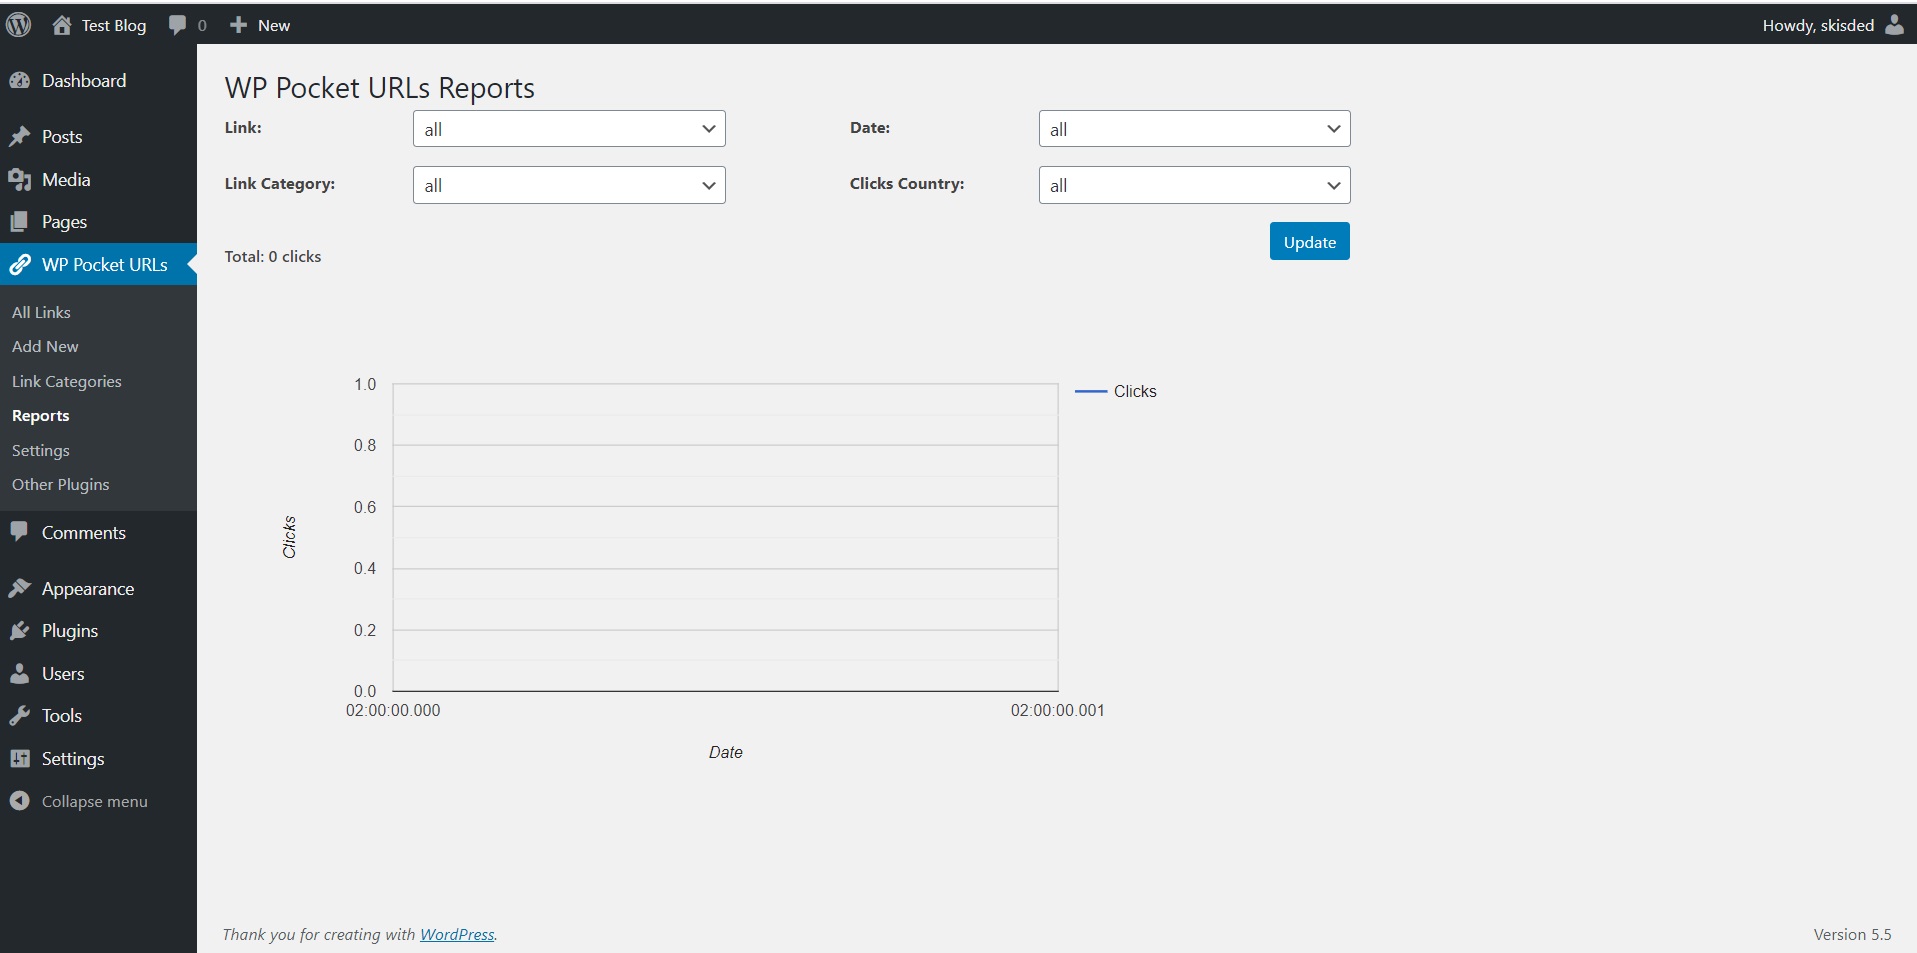 Test Blog 0 New Howdy, skisded
Dashboard
Posts
Media
Pages
WP Pocket URLs
All Links
Add New
Link Categories
Reports
Settings
Other Plugins
Comments
Appearance
Plugins
Users
Tools
Settings
Collapse menu
WP Pocket URLs Reports
Link: all Date: all
Link Category: all Clicks Country: all
Update
Total: 0 clicks
1.0
0.8
0.6
0.4
0.2
0.0
Clicks
Clicks
02:00:00.000 02:00:00.001
Date
Thank you for creating with WordPress. Version 5.5